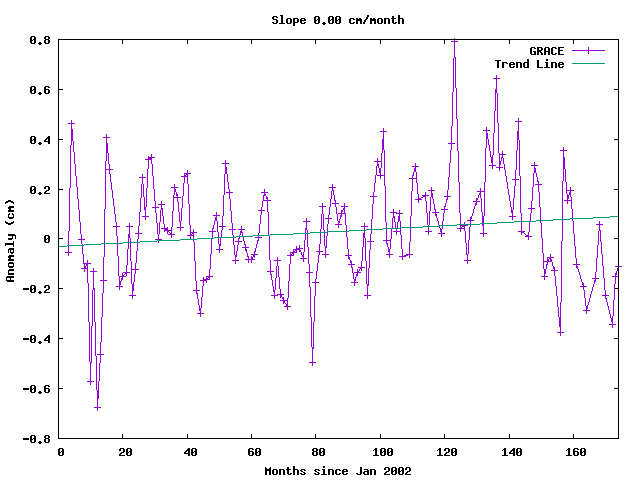 Slope 0.00 cm/month
GRACE
Trend Line
0.8
0.6
0.4
0.2
0
-0.2
-0.4
-0.6
-0.8
Anomaly (cm)
0 20 40 60 80 100 120 140 160
Months since Jan 2002